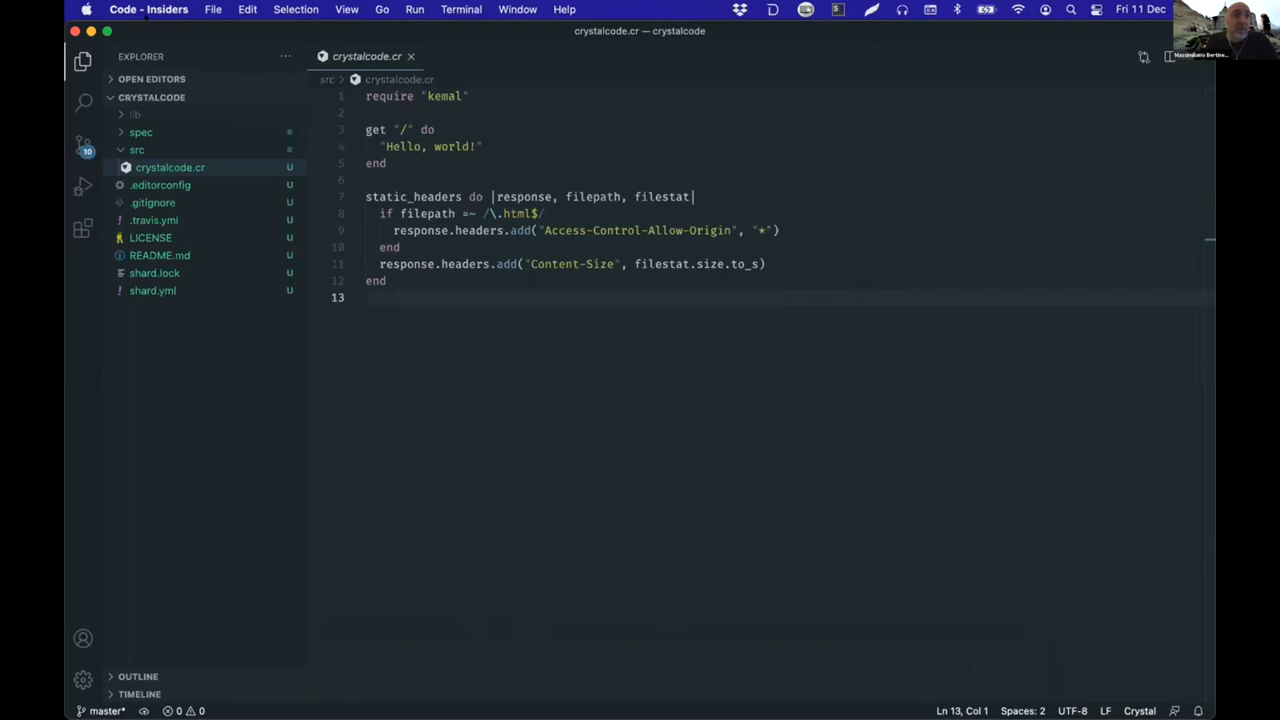 Code - Insiders File Edit Selection View Go Run Terminal Window Help Fri 11 Dec
crystalcode.cr — crystalcode
EXPLORER
OPEN EDITORS
CRYSTALCODE
lib
spec
src
crystalcode.cr U
.editorconfig U
.gitignore U
.travis.yml U
LICENSE U
README.md U
shard.lock U
shard.yml U
10
OUTLINE
TIMELINE
crystalcode.cr
src > crystalcode.cr
1 require "kemal"
2
3 get "/" do
4 "Hello, world!"
5 end
6
7 static_headers do |response, filepath, filestat|
8 if filepath =~ /\.html$/
9 response.headers.add("Access-Control-Allow-Origin", "*")
10 end
11 response.headers.add("Content-Size", filestat.size.to_s)
12 end
13
master* 0 0 Ln 13, Col 1 Spaces: 2 UTF-8 LF Crystal